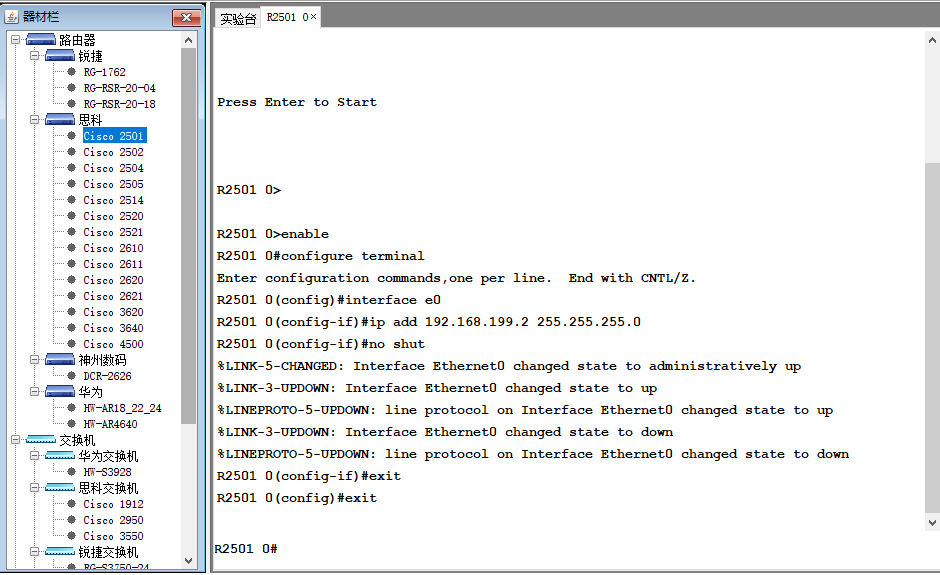 器材栏
路由器
锐捷
RG-1762
RG-RSR-20-04
RG-RSR-20-18
思科
Cisco 2501
Cisco 2502
Cisco 2504
Cisco 2505
Cisco 2514
Cisco 2520
Cisco 2521
Cisco 2610
Cisco 2611
Cisco 2620
Cisco 2621
Cisco 3620
Cisco 3640
Cisco 4500
神州数码
DCR-2626
华为
HW-AR18_22_24
HW-AR4640
交换机
华为交换机
HW-S3928
思科交换机
Cisco 1912
Cisco 2950
Cisco 3550
锐捷交换机
RG-S3750-24
实验台 R2501 0×
Press Enter to Start
R2501 0>
R2501 0>enable
R2501 0#configure terminal
Enter configuration commands,one per line.  End with CNTL/Z.
R2501 0(config)#interface e0
R2501 0(config-if)#ip add 192.168.199.2 255.255.255.0
R2501 0(config-if)#no shut
%LINK-5-CHANGED: Interface Ethernet0 changed state to administratively up
%LINK-3-UPDOWN: Interface Ethernet0 changed state to up
%LINEPROTO-5-UPDOWN: line protocol on Interface Ethernet0 changed state to up
%LINK-3-UPDOWN: Interface Ethernet0 changed state to down
%LINEPROTO-5-UPDOWN: line protocol on Interface Ethernet0 changed state to down
R2501 0(config-if)#exit
R2501 0(config)#exit
R2501 0#